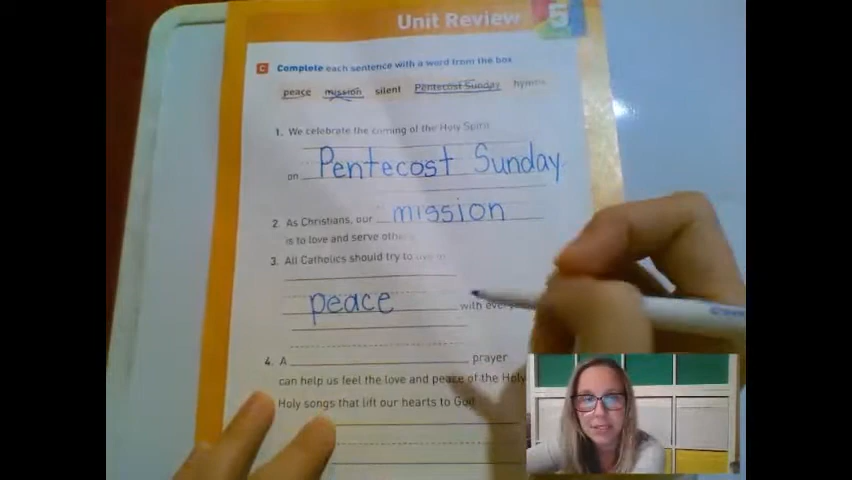 Unit Review 5
C Complete each sentence with a word from the box
peace mission silent Pentecost Sunday hymns
1. We celebrate the coming of the Holy Spirit
on Pentecost Sunday
2. As Christians, our mission
is to love and serve others
3. All Catholics should try to live in
peace with everyone
4. A prayer
can help us feel the love and peace of the Holy
Holy songs that lift our hearts to God